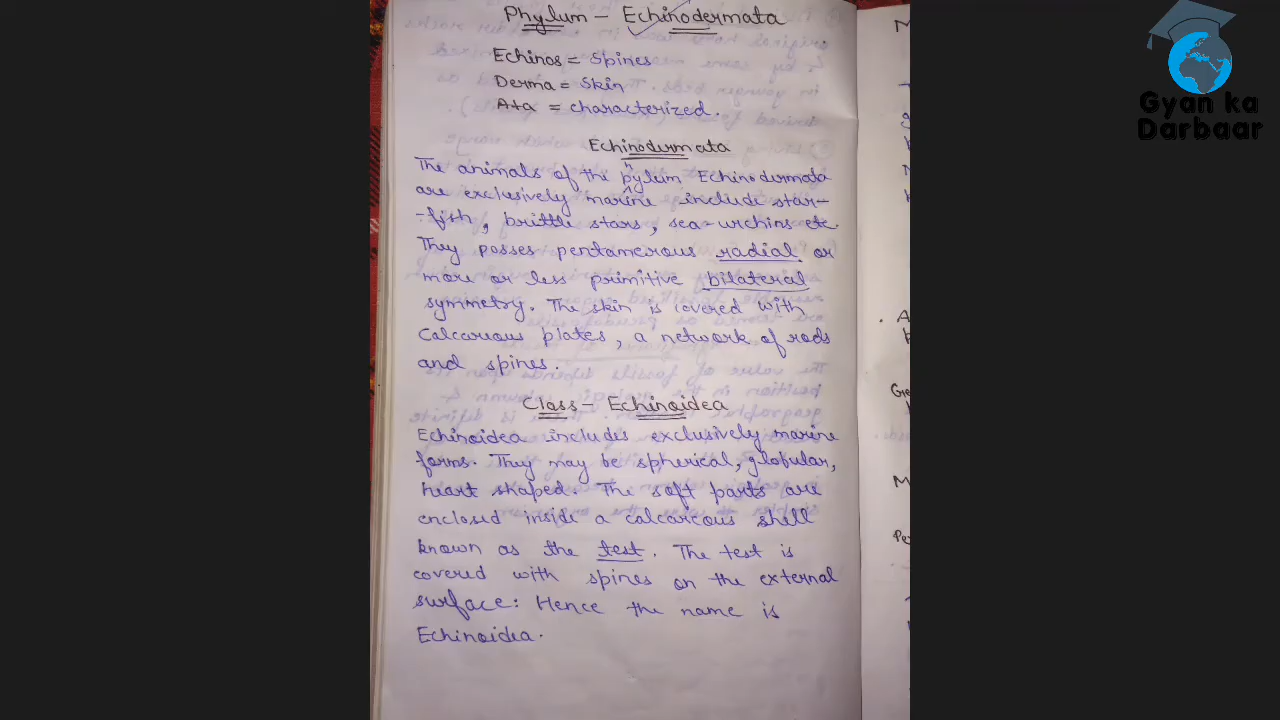 Phylum - Echinodermata
Echinos = Spines
Derma = Skin
Ata = characterized.
Echinodermata
The animals of the phylum Echinodermata
are exclusively marine include star-
-fish, brittle stars, sea-urchins etc.
They posses pentamerous radial or
more or less primitive bilateral
symmetry. The skin is covered with
Calcarious plates, a network of rods
and spines.
Class - Echinoidea
Echinoidea includes exclusively marine
forms. They may be spherical, globular,
heart shaped. The soft parts are
enclosed inside a calcareous shell
known as the test. The test is
covered with spines on the external
surface: Hence the name is
Echinoidea.
Gyan ka
Darbaar